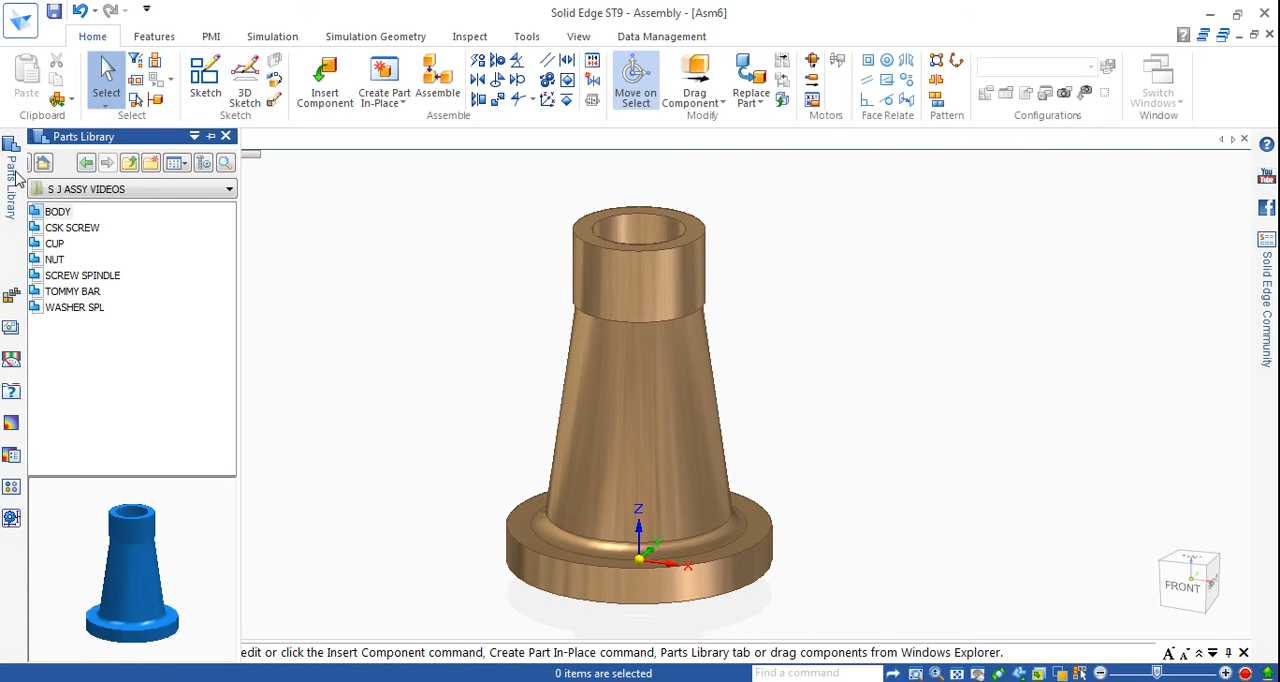 Solid Edge ST9 - Assembly - [Asm6]
Home Features PMI Simulation Simulation Geometry Inspect Tools View Data Management
Paste
Clipboard
Select
Select
Sketch
3D
Sketch
Sketch
Insert
Component
Create Part
In-Place
Assemble
Assemble
Move on
Select
Drag
Component
Replace
Part
Modify
Motors
Face Relate
Pattern
Configurations
Switch
Windows
Window
Parts Library
Parts Library
S J ASSY VIDEOS
BODY
CSK SCREW
CUP
NUT
SCREW SPINDLE
TOMMY BAR
WASHER SPL
Z
Y
X
FRONT
You
Tube
Solid Edge Community
edit or click the Insert Component command, Create Part In-Place command, Parts Library tab or drag components from Windows Explorer.
0 items are selected
Find a command